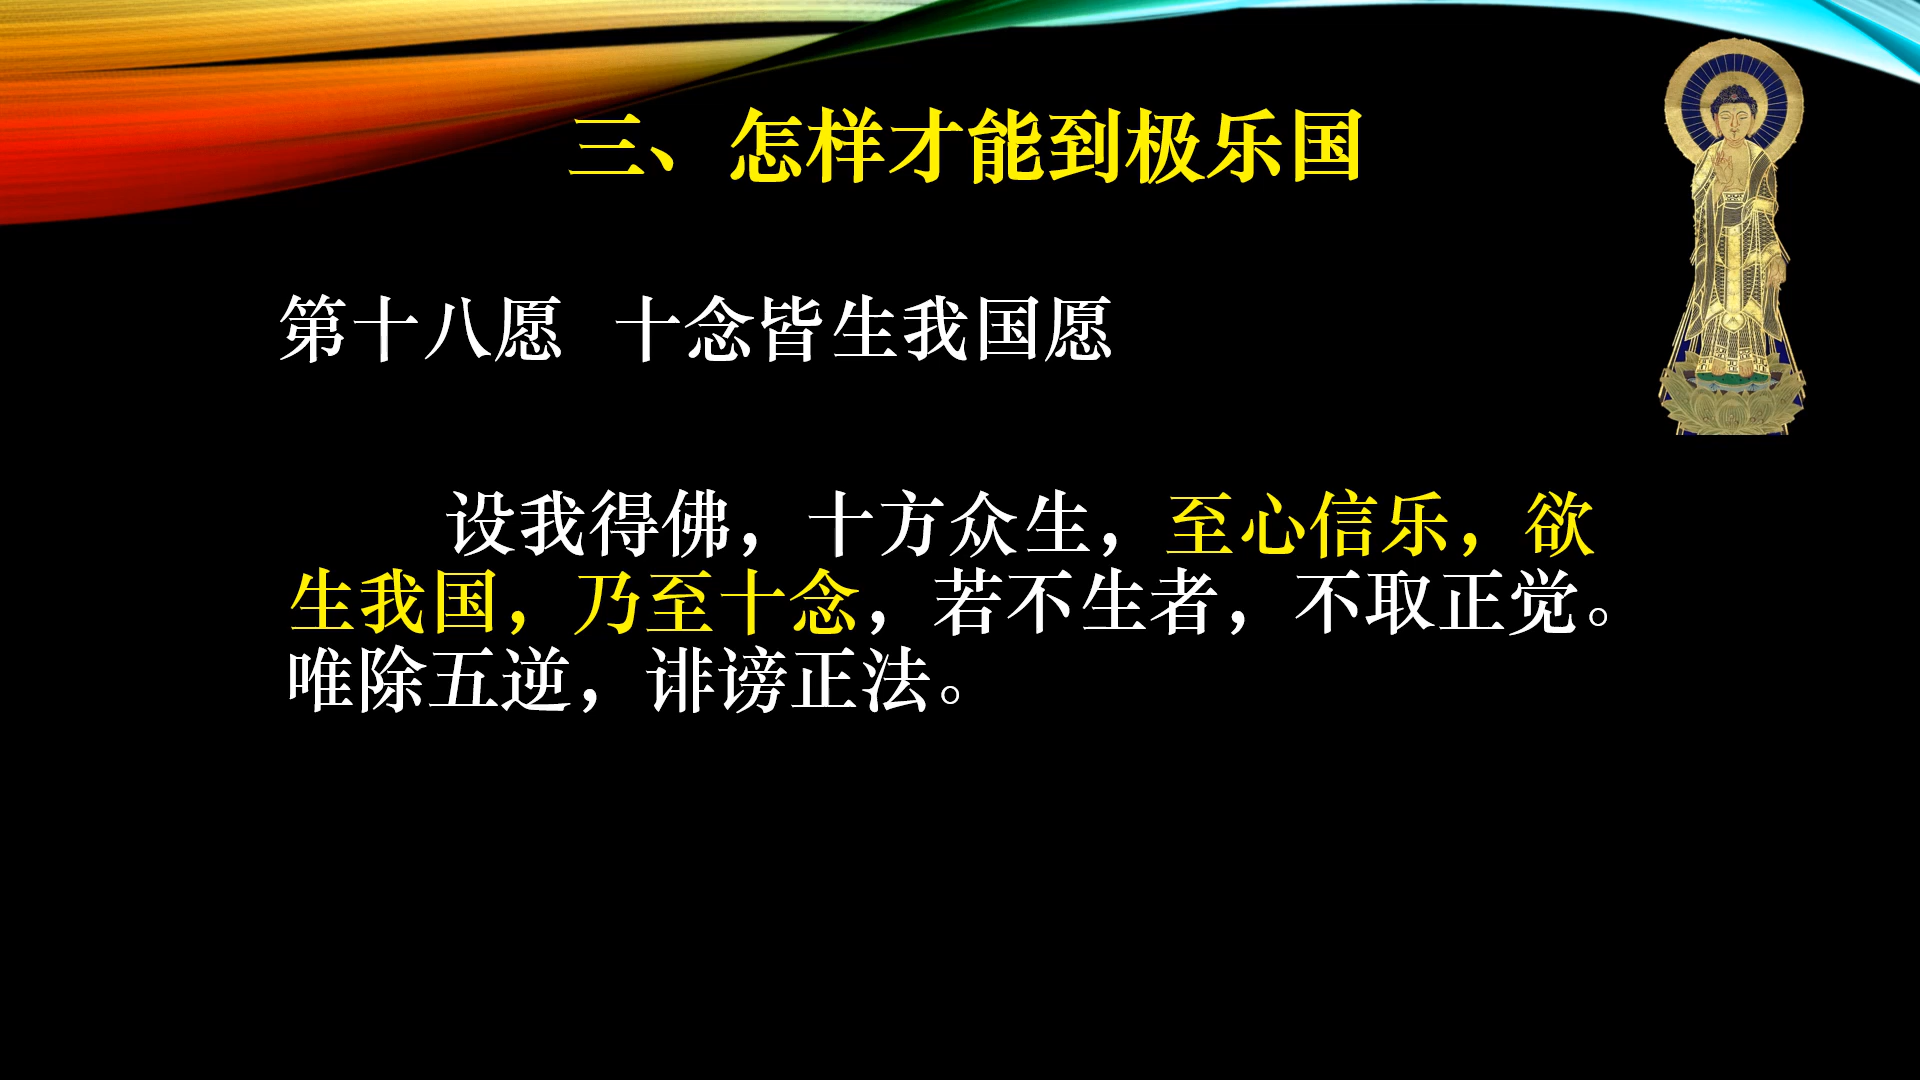 三、怎样才能到极乐国
第十八愿  十念皆生我国愿
设我得佛，十方众生，至心信乐，欲
生我国，乃至十念，若不生者，不取正觉。
唯除五逆，诽谤正法。